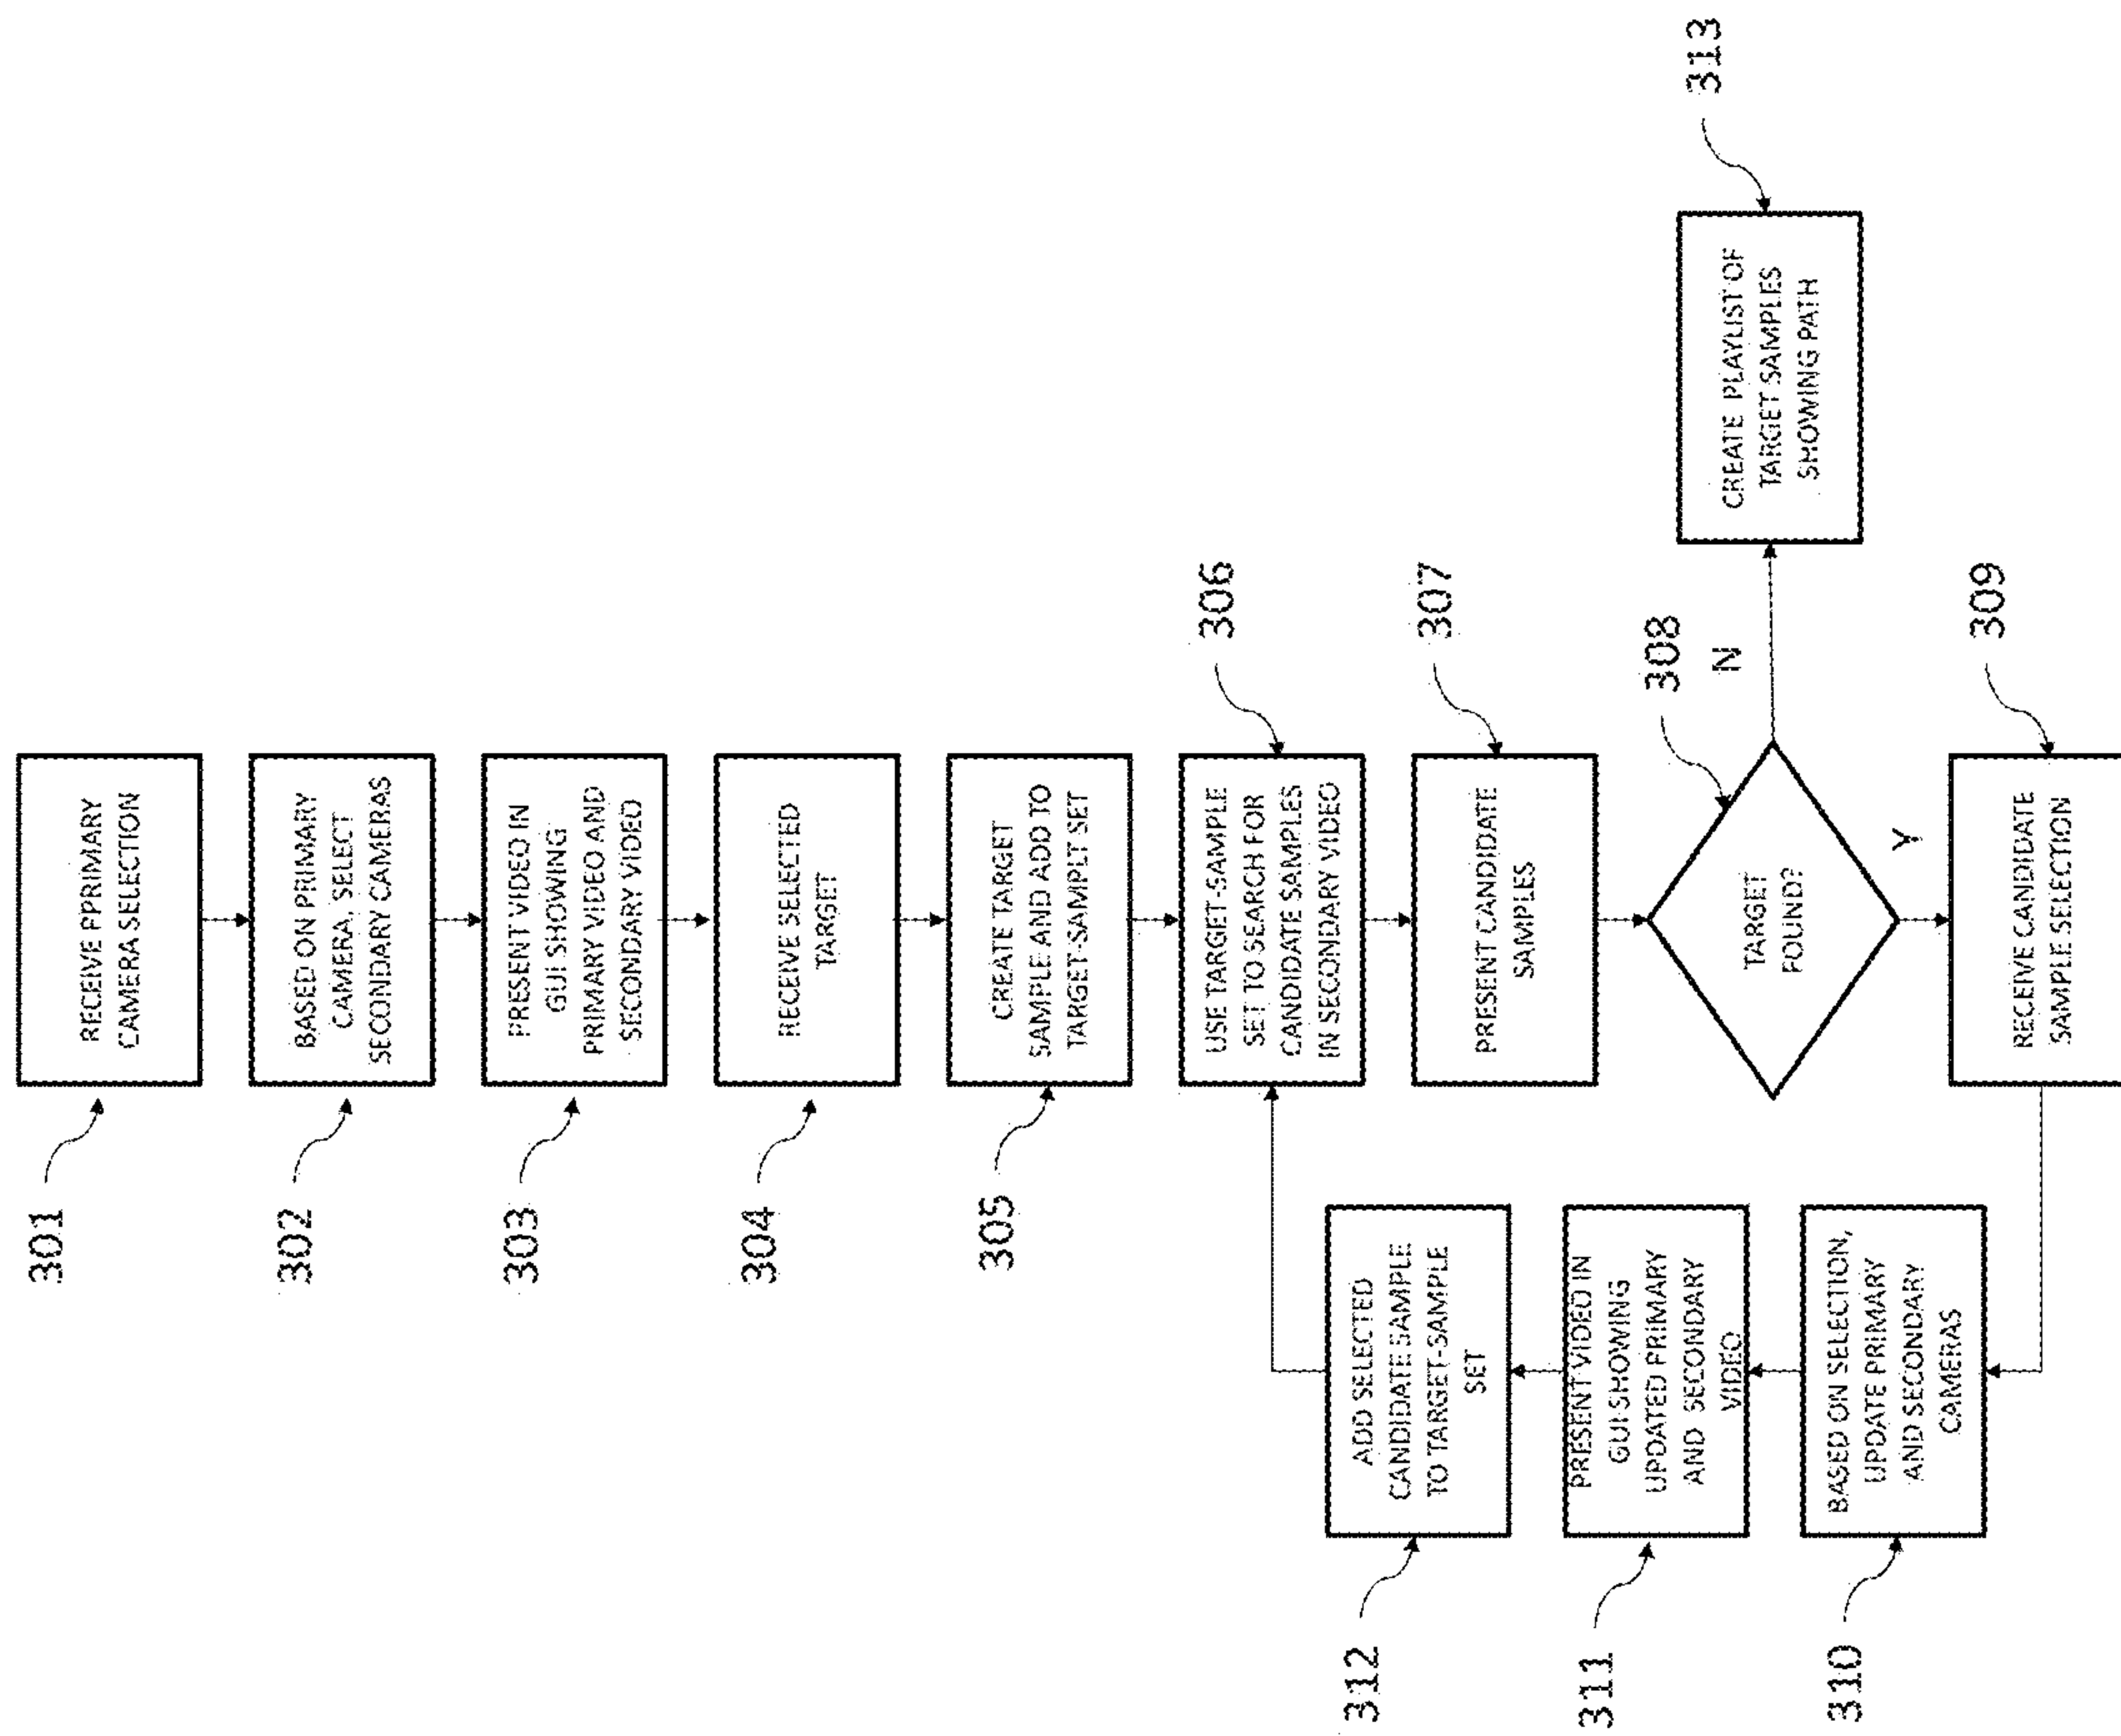 301
RECEIVE FPRIMARY
CAMERA SELECTION
302
BASED ON PRIMARY
CAMERA, SELECT
SECONDARY CAMERAS
303
PRESENT VIDEO IN
GUI SHOWING
PRIMARY VIDEO AND
SECONDARY VIDEO
304
RECEIVE SELECTED
TARGET
305
CREATE TARGET
SAMPLE AND ADD TO
TARGET-SAMPLT SET
306
USE TARGET-SAMPLE
SET TO SEARCH FOR
CANDIDATE SAMPLES
IN SECONDARY VIDEO
307
PRESENT CANDIDATE
SAMPLES
308
TARGET
FOUND?
N
Y
313
CREATE PLAYLIST OF
TARGET SAMPLES
SHOWING PATH
309
RECEIVE CANDIDATE
SAMPLE SELECTION
310
BASED ON SELECTION,
UPDATE PRIMARY
AND SECONDARY
CAMERAS
311
PRESENT VIDEO IN
GUI SHOWING
UPDATED PRIMARY
AND SECONDARY
VIDEO
312
ADD SELECTED
CANDIDATE SAMPLE
TO TARGET-SAMPLE
SET